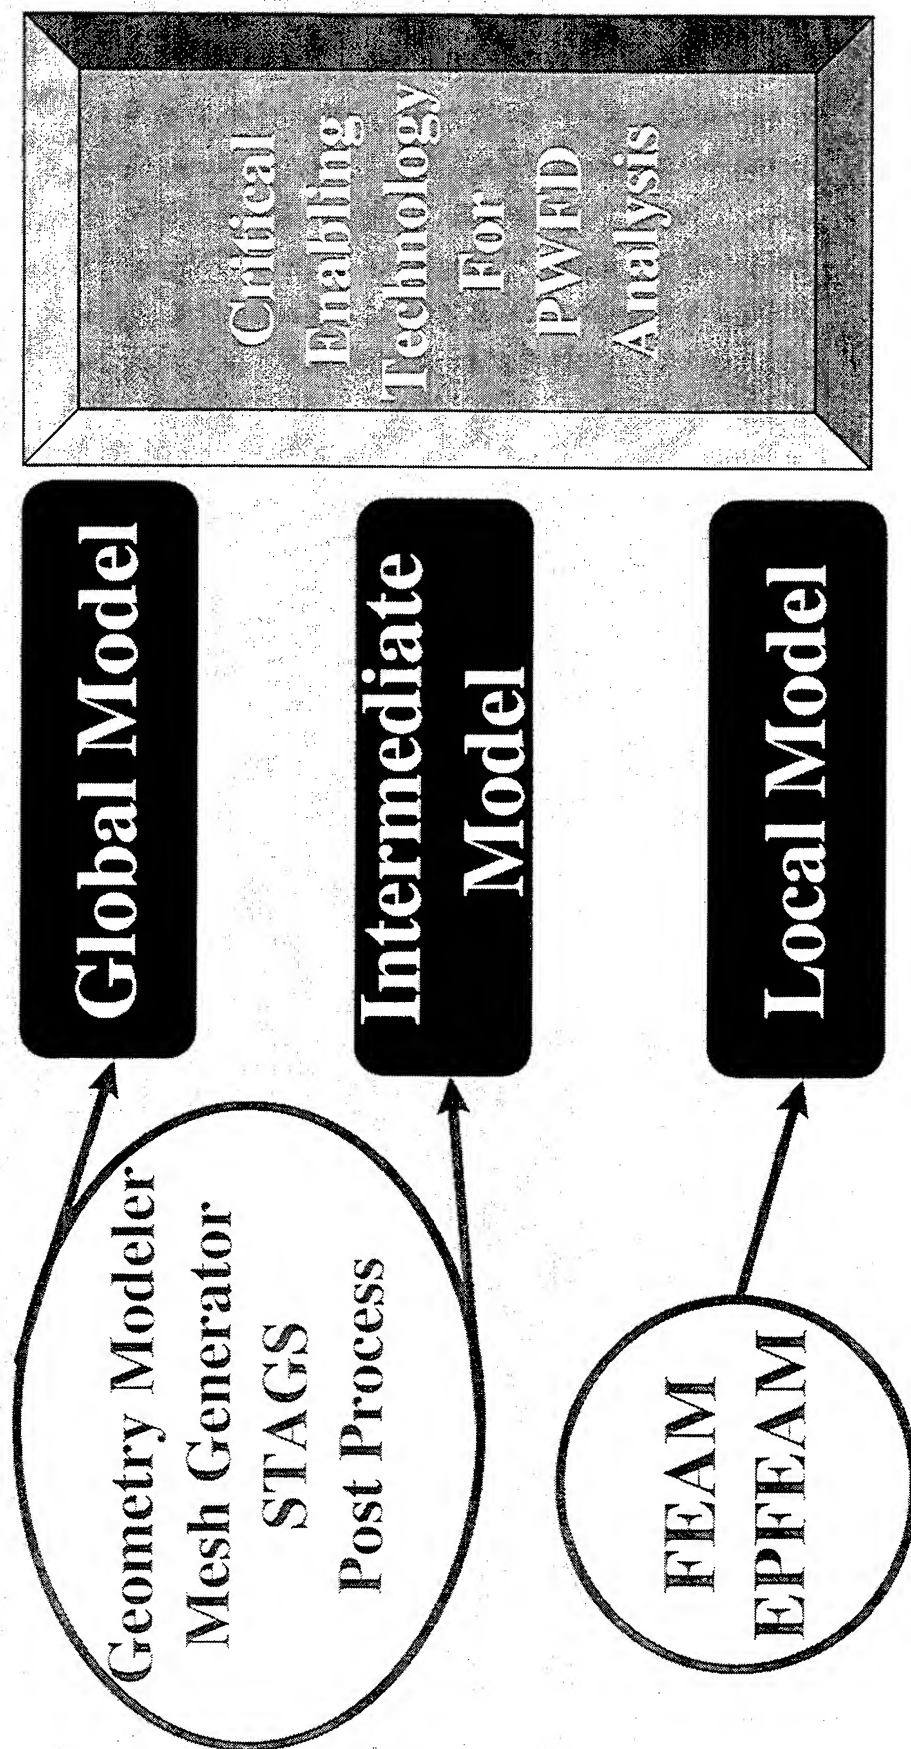 Geometry Modeler
Mesh Generator
STAGS
Post Process
FEAM
EPFEAM
Global Model
Intermediate
Model
Local Model
Critical
Enabling
Technology
For
PWFD
Analysis